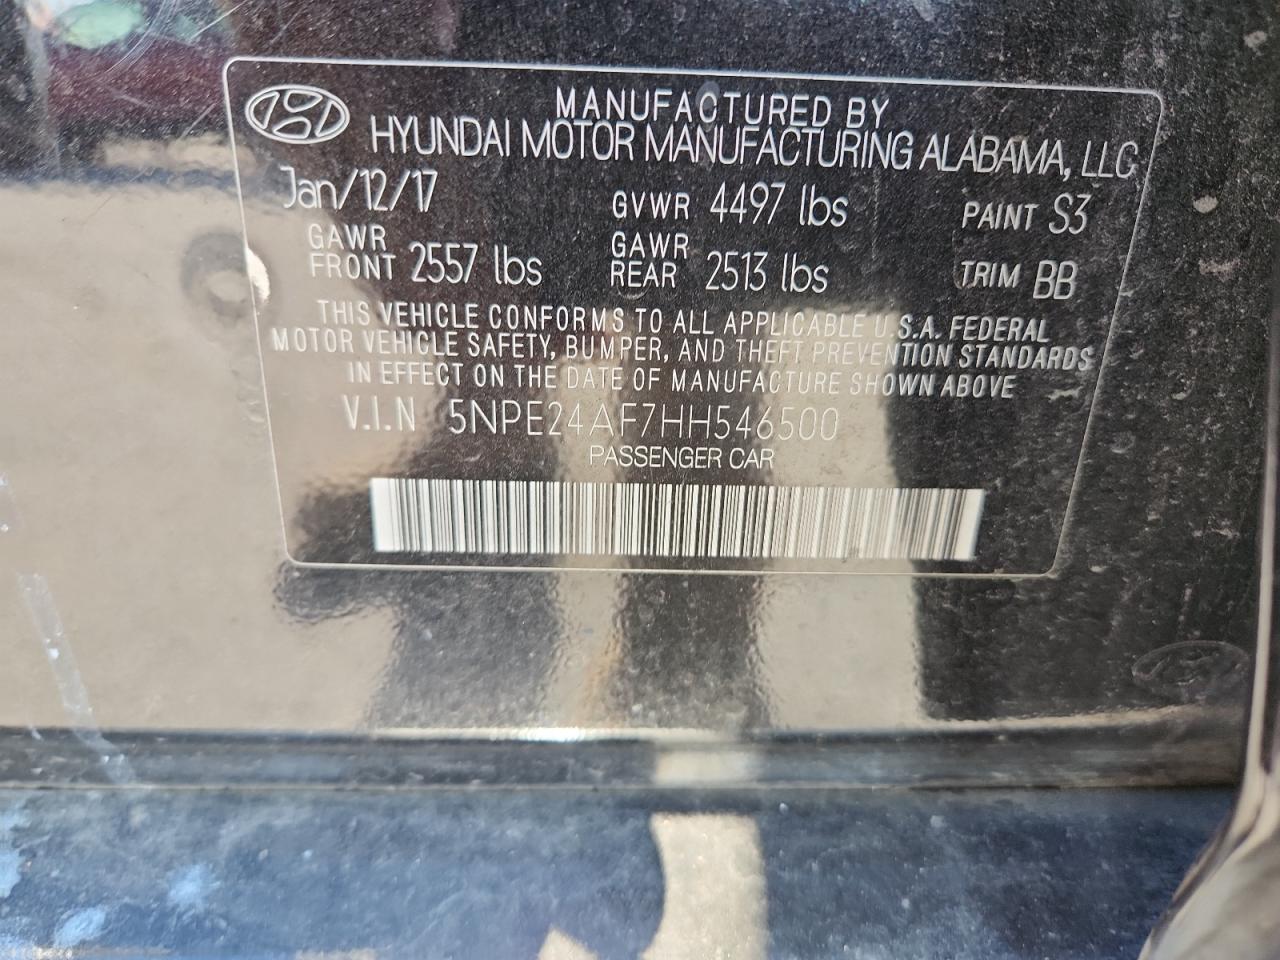 MANUFACTURED BY
HYUNDAI MOTOR MANUFACTURING ALABAMA, LLC
Jan/12/17 GVWR 4497 lbs PAINT S3
GAWR FRONT 2557 lbs GAWR REAR 2513 lbs TRIM BB
THIS VEHICLE CONFORMS TO ALL APPLICABLE U.S.A. FEDERAL
MOTOR VEHICLE SAFETY, BUMPER, AND THEFT PREVENTION STANDARDS
IN EFFECT ON THE DATE OF MANUFACTURE SHOWN ABOVE
V.I.N 5NPE24AF7HH546500
PASSENGER CAR